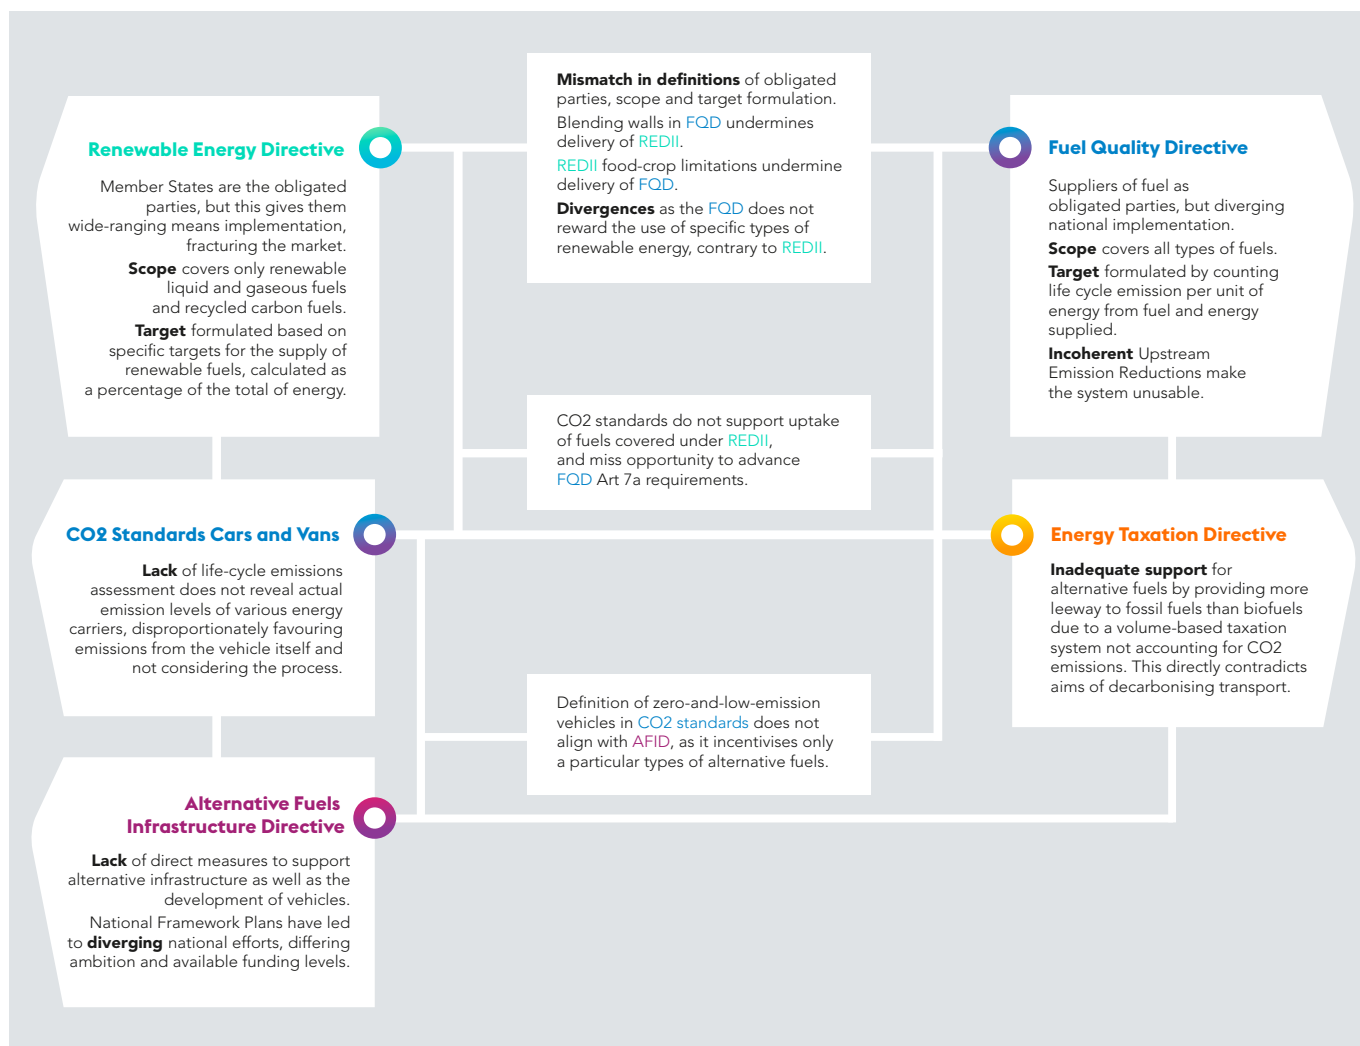 Renewable Energy Directive
Member States are the obligated
parties, but this gives them
wide-ranging means implementation,
fracturing the market.
Scope covers only renewable
liquid and gaseous fuels
and recycled carbon fuels.
Target formulated based on
specific targets for the supply of
renewable fuels, calculated as
a percentage of the total of energy.
Mismatch in definitions of obligated
parties, scope and target formulation.
Blending walls in FQD undermines
delivery of REDII.
REDII food-crop limitations undermine
delivery of FQD.
Divergences as the FQD does not
reward the use of specific types of
renewable energy, contrary to REDII.
Fuel Quality Directive
Suppliers of fuel as
obligated parties, but diverging
national implementation.
Scope covers all types of fuels.
Target formulated by counting
life cycle emission per unit of
energy from fuel and energy
supplied.
Incoherent Upstream
Emission Reductions make
the system unusable.
CO2 standards do not support uptake
of fuels covered under REDII,
and miss opportunity to advance
FQD Art 7a requirements.
CO2 Standards Cars and Vans
Lack of life-cycle emissions
assessment does not reveal actual
emission levels of various energy
carriers, disproportionately favouring
emissions from the vehicle itself and
not considering the process.
Energy Taxation Directive
Inadequate support for
alternative fuels by providing more
leeway to fossil fuels than biofuels
due to a volume-based taxation
system not accounting for CO2
emissions. This directly contradicts
aims of decarbonising transport.
Definition of zero-and-low-emission
vehicles in CO2 standards does not
align with AFID, as it incentivises only
a particular types of alternative fuels.
Alternative Fuels
Infrastructure Directive
Lack of direct measures to support
alternative infrastructure as well as the
development of vehicles.
National Framework Plans have led
to diverging national efforts, differing
ambition and available funding levels.